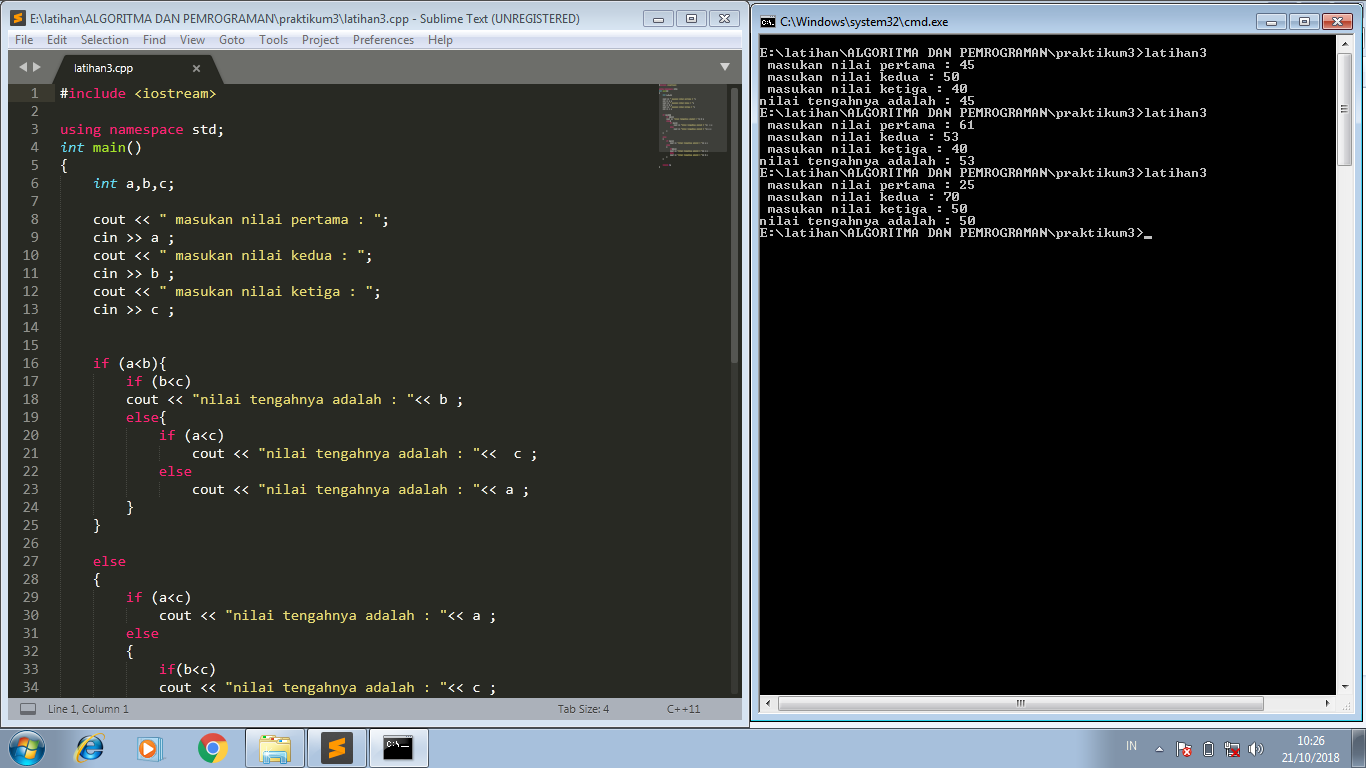 E:\latihan\ALGORITMA DAN PEMROGRAMAN\praktikum3\latihan3.cpp - Sublime Text (UNREGISTERED)
File Edit Selection Find View Goto Tools Project Preferences Help
latihan3.cpp
1 #include <iostream>
2
3 using namespace std;
4 int main()
5 {
6 int a,b,c;
7
8 cout << " masukan nilai pertama : ";
9 cin >> a ;
10 cout << " masukan nilai kedua : ";
11 cin >> b ;
12 cout << " masukan nilai ketiga : ";
13 cin >> c ;
14
15
16 if (a<b){
17 if (b<c)
18 cout << "nilai tengahnya adalah : "<< b ;
19 else{
20 if (a<c)
21 cout << "nilai tengahnya adalah : "<<  c ;
22 else
23 cout << "nilai tengahnya adalah : "<< a ;
24 }
25 }
26
27 else
28 {
29 if (a<c)
30 cout << "nilai tengahnya adalah : "<< a ;
31 else
32 {
33 if(b<c)
34 cout << "nilai tengahnya adalah : "<< c ;
Line 1, Column 1 Tab Size: 4 C++11
C:\Windows\system32\cmd.exe
E:\latihan\ALGORITMA DAN PEMROGRAMAN\praktikum3>latihan3
masukan nilai pertama : 45
masukan nilai kedua : 50
masukan nilai ketiga : 40
nilai tengahnya adalah : 45
E:\latihan\ALGORITMA DAN PEMROGRAMAN\praktikum3>latihan3
masukan nilai pertama : 61
masukan nilai kedua : 53
masukan nilai ketiga : 40
nilai tengahnya adalah : 53
E:\latihan\ALGORITMA DAN PEMROGRAMAN\praktikum3>latihan3
masukan nilai pertama : 25
masukan nilai kedua : 70
masukan nilai ketiga : 50
nilai tengahnya adalah : 50
E:\latihan\ALGORITMA DAN PEMROGRAMAN\praktikum3>_
IN
10:26
21/10/2018